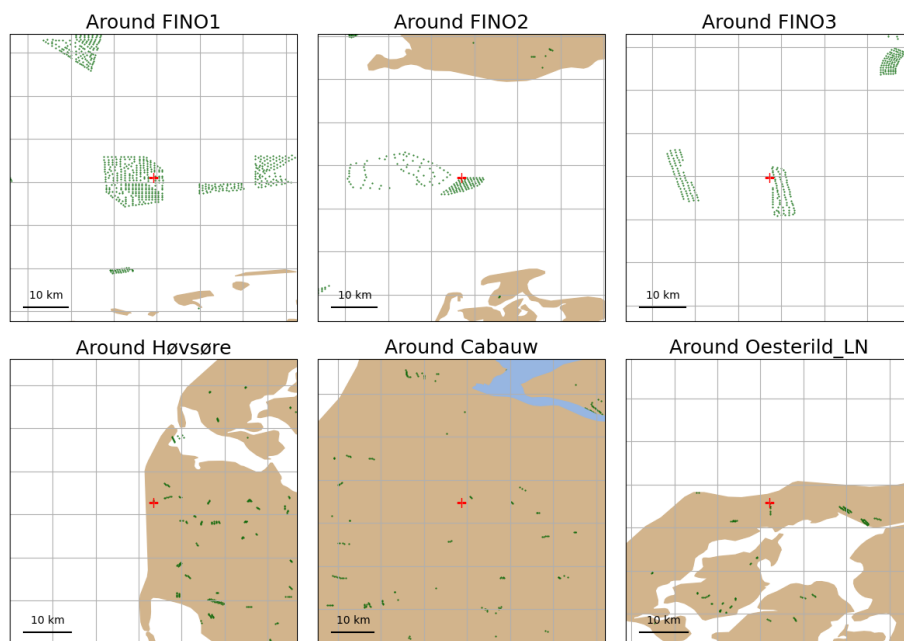 Around FINO1
Around FINO2
Around FINO3
10 km
10 km
10 km
Around Høvsøre
Around Cabauw
Around Oesterild_LN
10 km
10 km
10 km